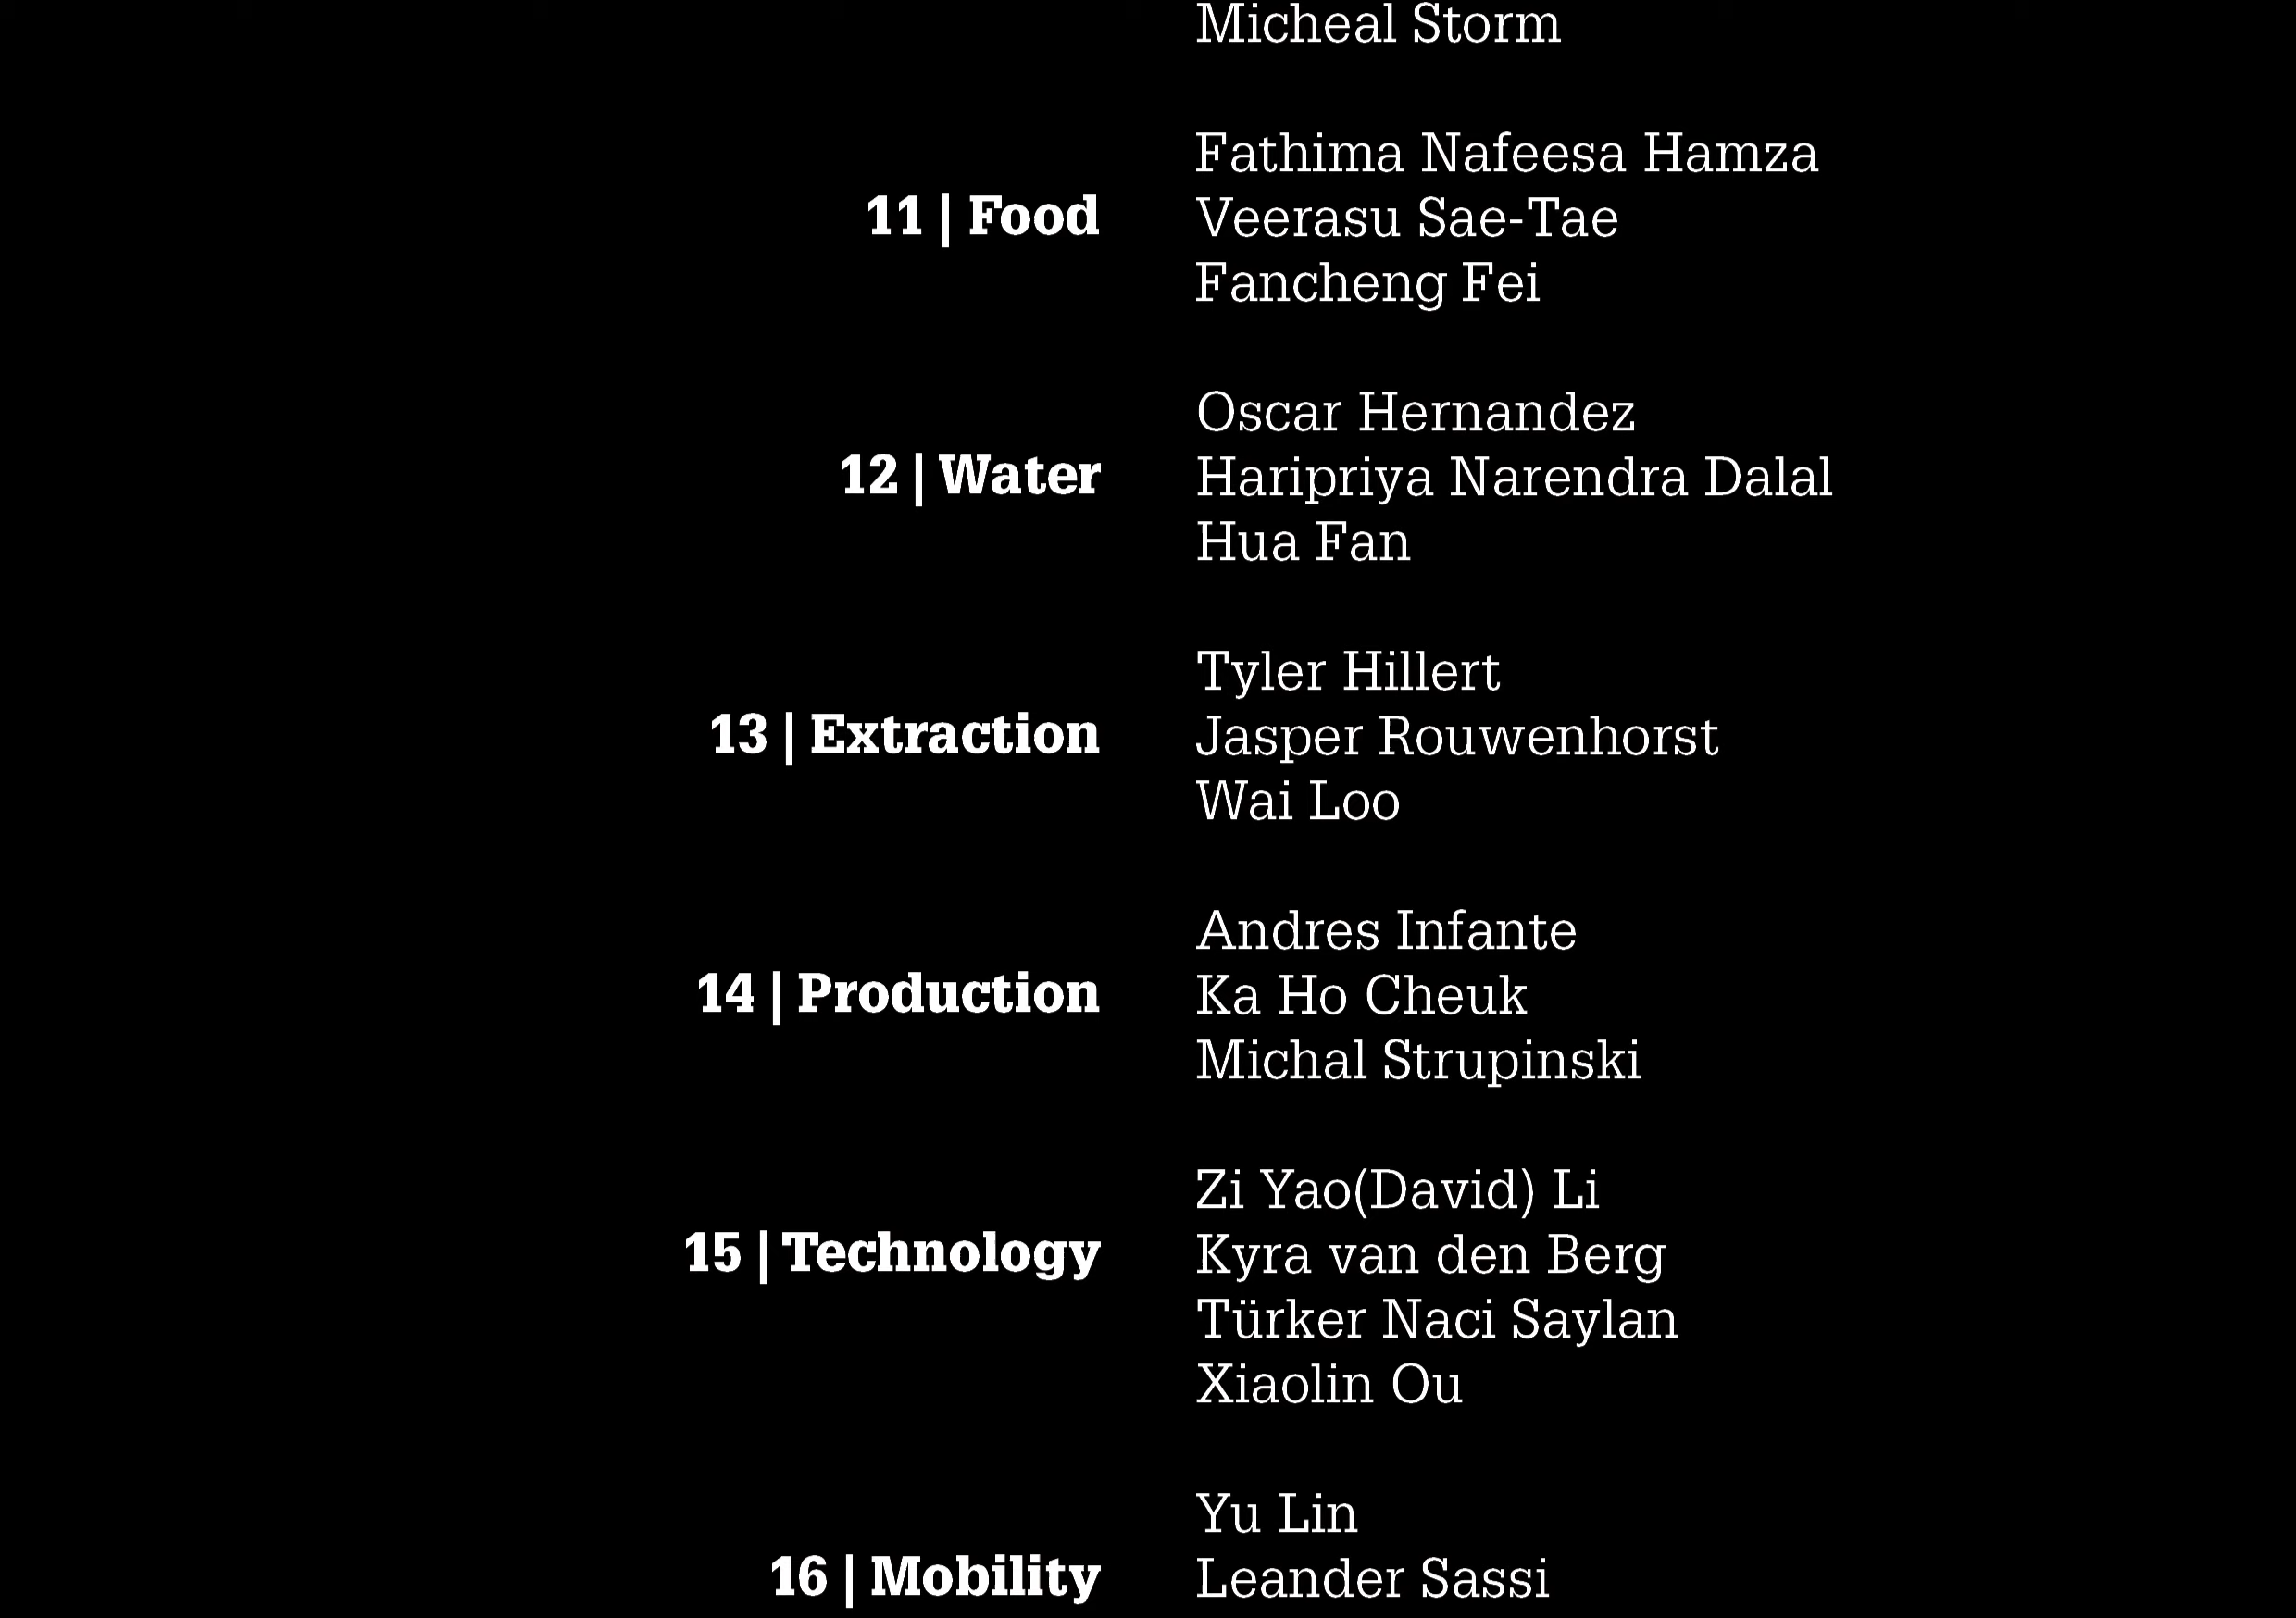 Micheal Storm
Fathima Nafeesa Hamza
11 | Food
Veerasu Sae-Tae
Fancheng Fei
Oscar Hernandez
12 | Water
Haripriya Narendra Dalal
Hua Fan
Tyler Hillert
13 | Extraction
Jasper Rouwenhorst
Wai Loo
Andres Infante
14 | Production
Ka Ho Cheuk
Michal Strupinski
Zi Yao(David) Li
15 | Technology
Kyra van den Berg
Türker Naci Saylan
Xiaolin Ou
Yu Lin
16 | Mobility
Leander Sassi